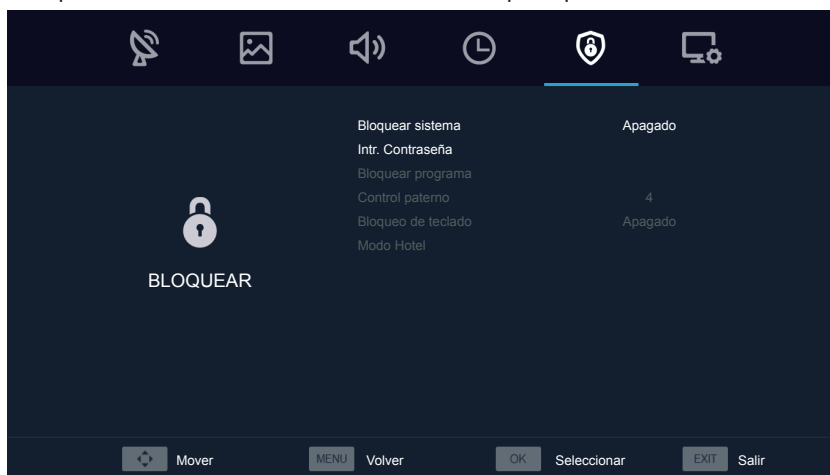 Bloquear sistema Apagado
Intr. Contraseña
Bloquear programa
Control paterno 4
Bloqueo de teclado Apagado
Modo Hotel
BLOQUEAR
Mover MENU Volver OK Seleccionar EXIT Salir